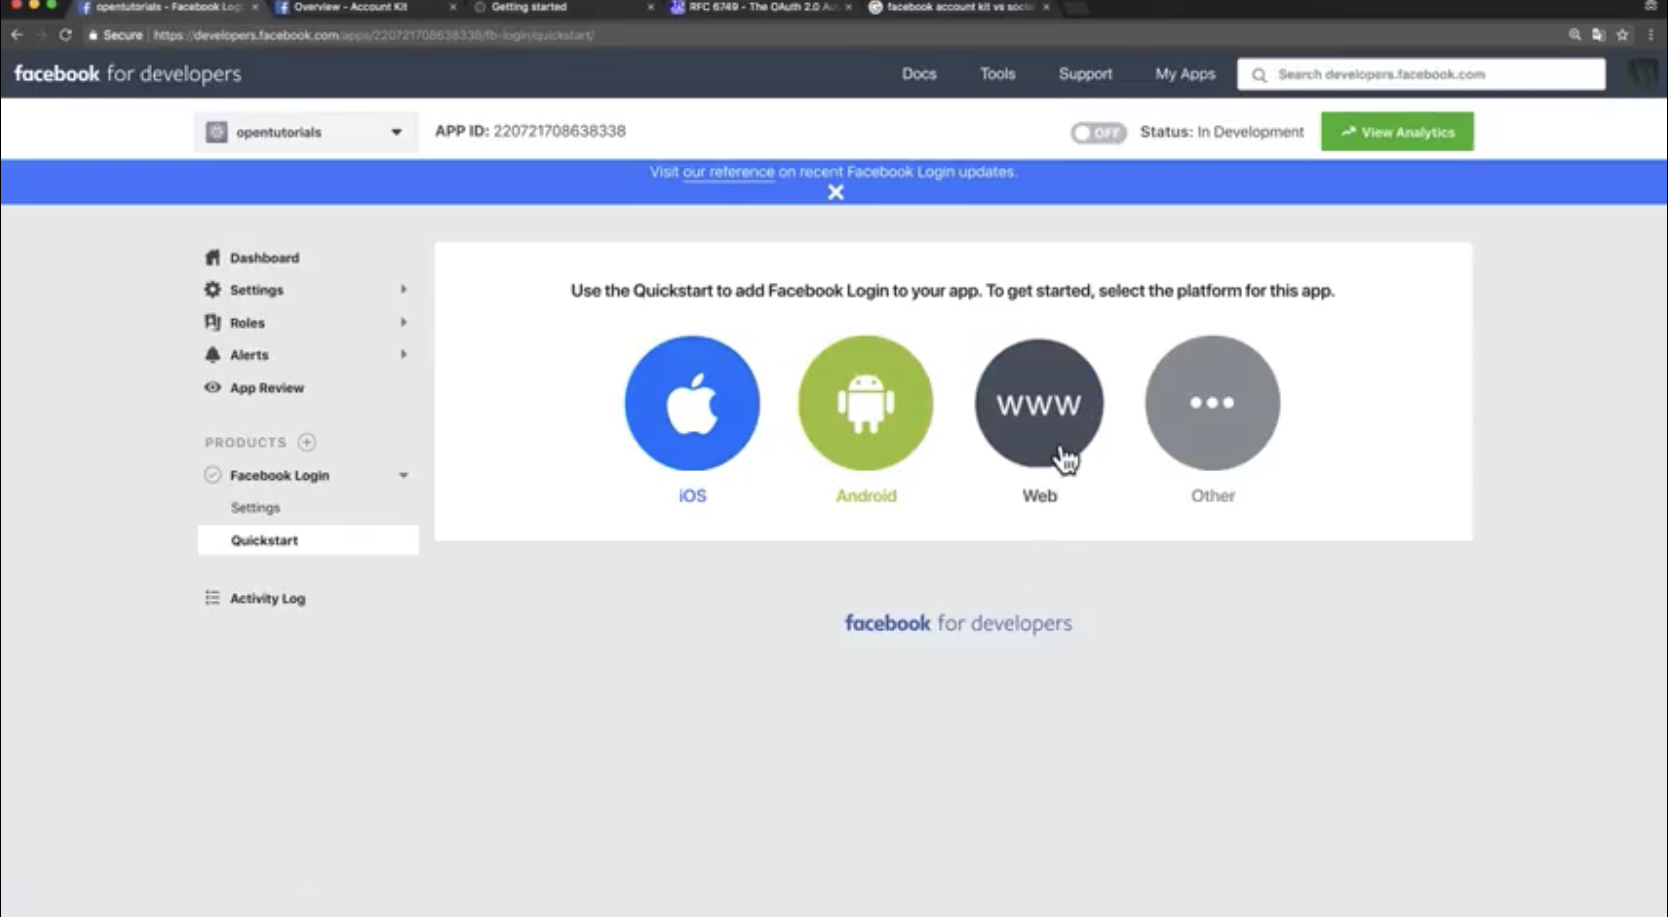 opentutorials - Facebook Log
Overview - Account Kit
Getting started
RFC 6749 - The OAuth 2.0 Au
facebook account kit vs soci
Secure
https://developers.facebook.com/apps/220721708638338/fb-login/quickstart/
facebook for developers
Docs
Tools
Support
My Apps
Search developers.facebook.com
opentutorials
APP ID: 220721708638338
OFF
Status: In Development
View Analytics
Visit our reference on recent Facebook Login updates.
Dashboard
Settings
Roles
Alerts
App Review
PRODUCTS
Facebook Login
Settings
Quickstart
Activity Log
Use the Quickstart to add Facebook Login to your app. To get started, select the platform for this app.
www
iOS
Android
Web
Other
facebook for developers